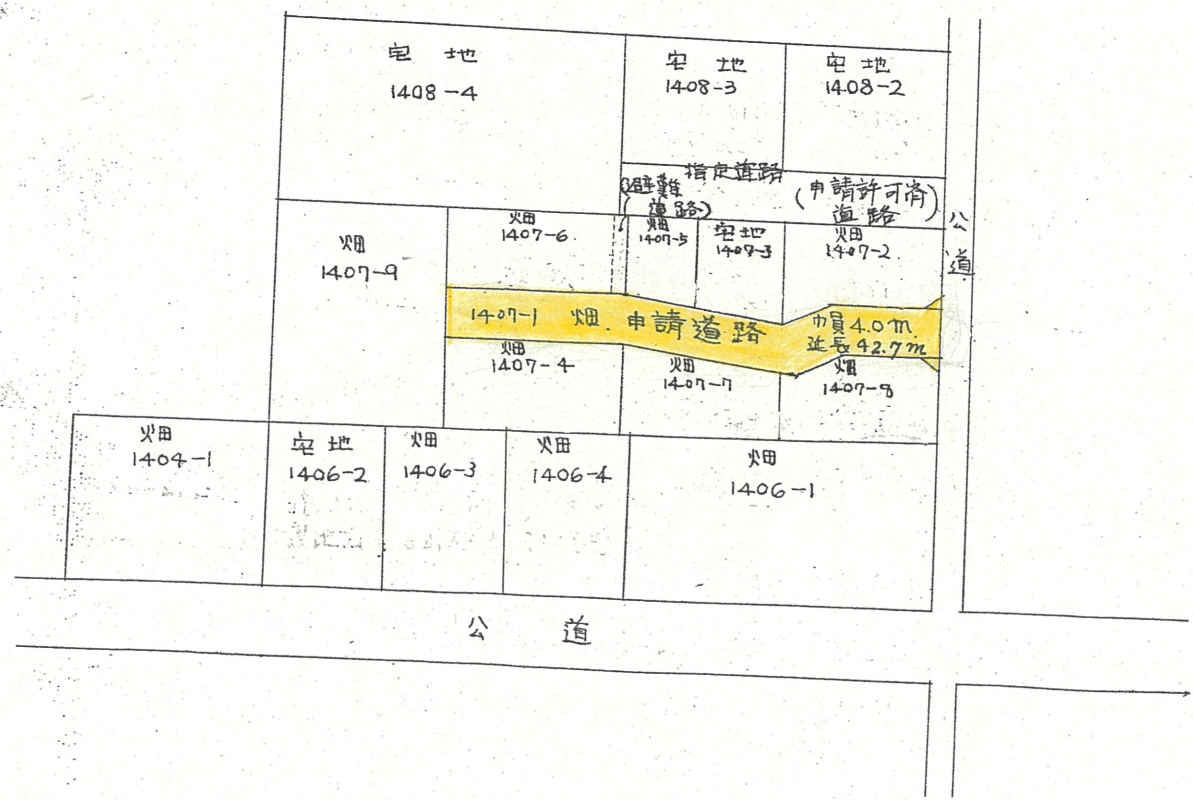 宅地
1408-4
宅地
1408-3
宅地
1408-2
指定道路
(避難
道路)
(申請許可済)
道路
公道
畑
1407-9
畑
1407-6
畑
1407-5
宅地
1407-3
畑
1407-2
1407-1 畑 申請道路
巾員4.0m
延長42.7m
畑
1407-4
畑
1407-7
畑
1407-8
畑
1404-1
宅地
1406-2
畑
1406-3
畑
1406-4
畑
1406-1
公道